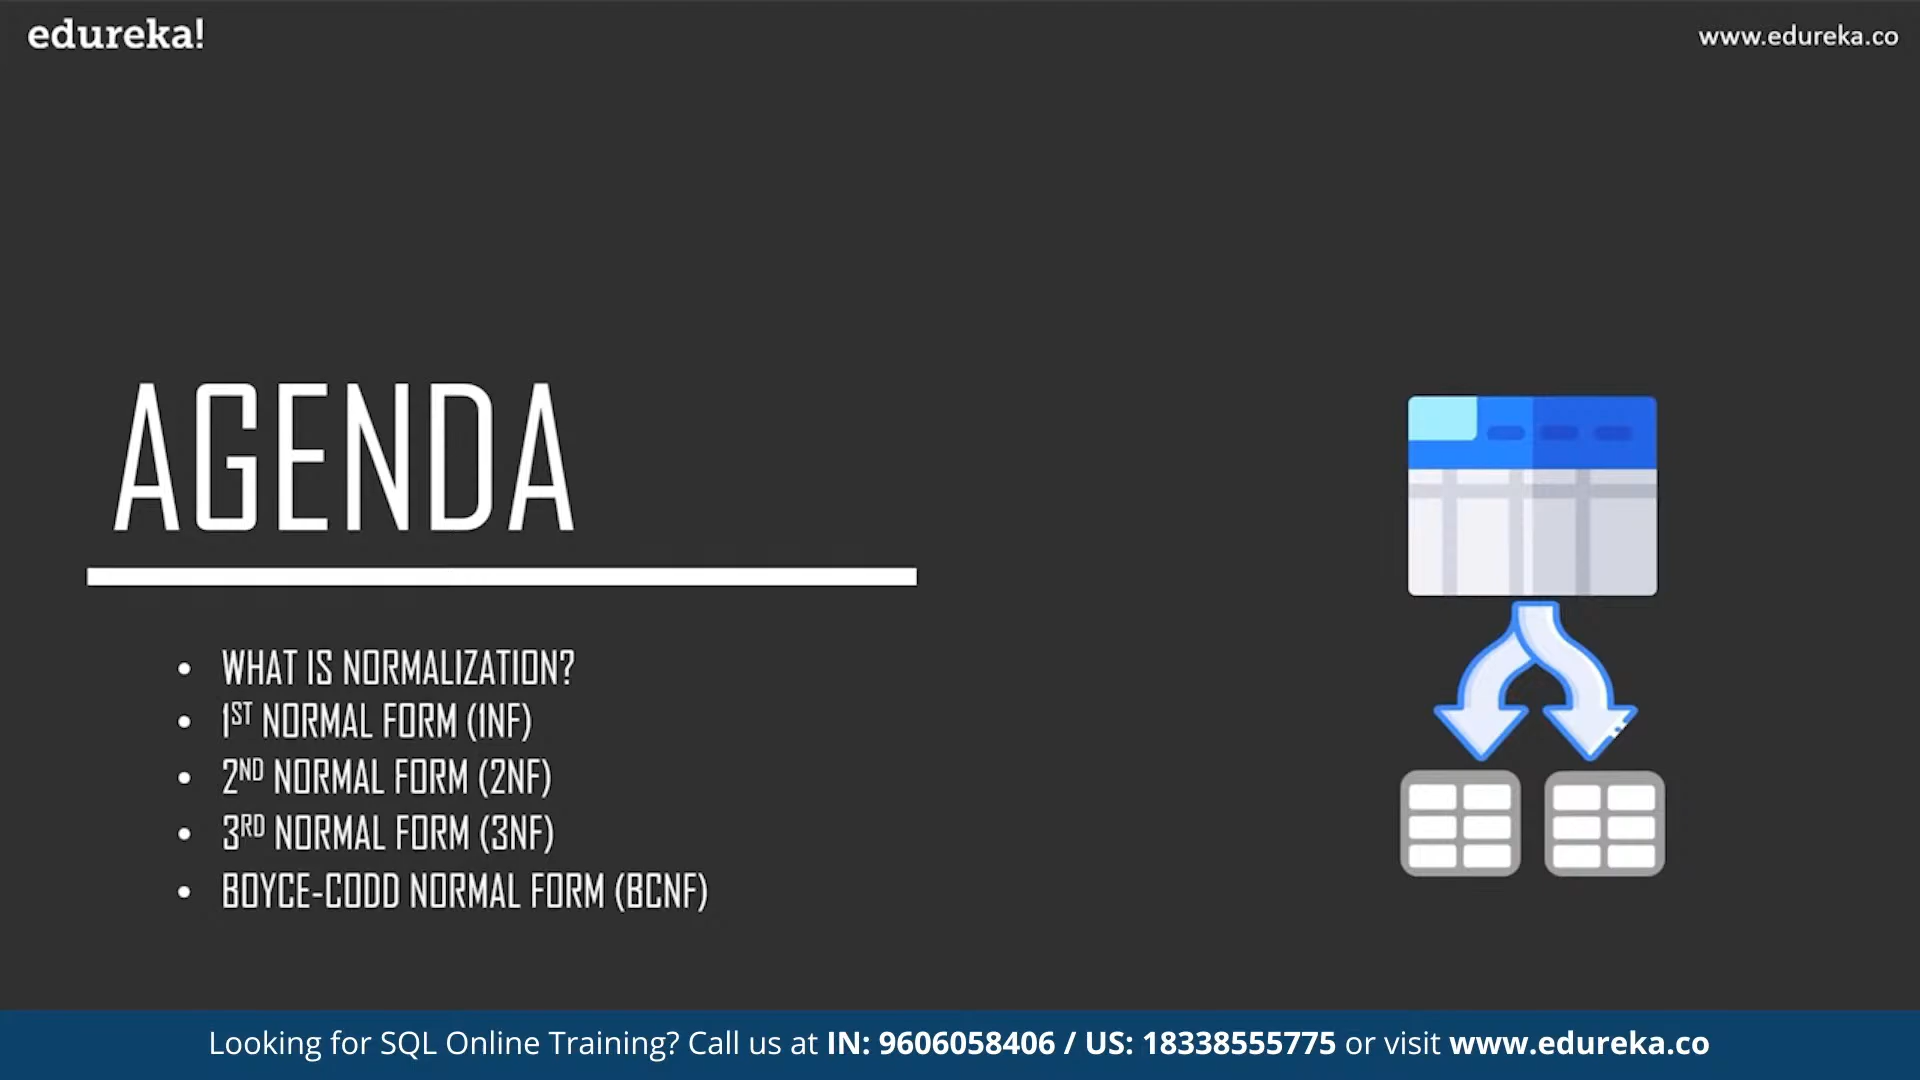 edureka!
www.edureka.co
AGENDA
• WHAT IS NORMALIZATION?
• 1ST NORMAL FORM (1NF)
• 2ND NORMAL FORM (2NF)
• 3RD NORMAL FORM (3NF)
• BOYCE-CODD NORMAL FORM (BCNF)
Looking for SQL Online Training? Call us at IN: 9606058406 / US: 18338555775 or visit www.edureka.co